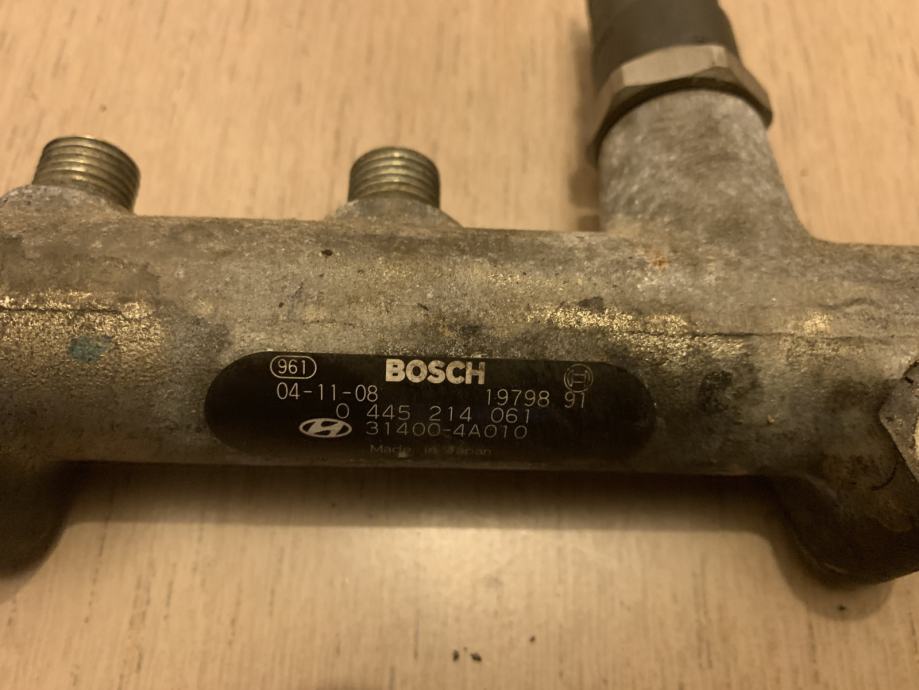 961 BOSCH
04-11-08 19798 91
0 445 214 061
31400-4A010
Made in Japan